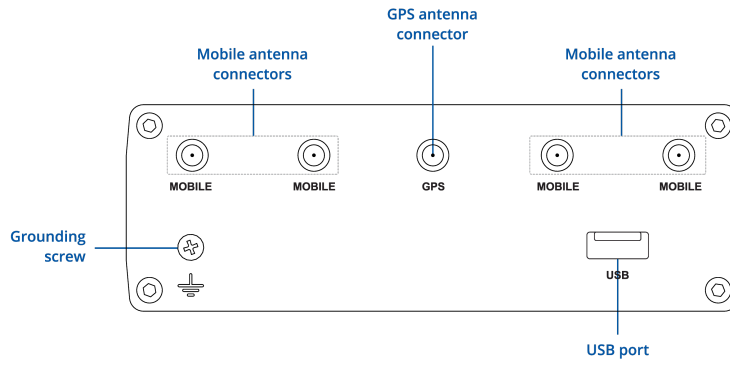 GPS antenna
connector
Mobile antenna
connectors
Mobile antenna
connectors
MOBILE
MOBILE
GPS
MOBILE
MOBILE
Grounding
screw
USB
USB port